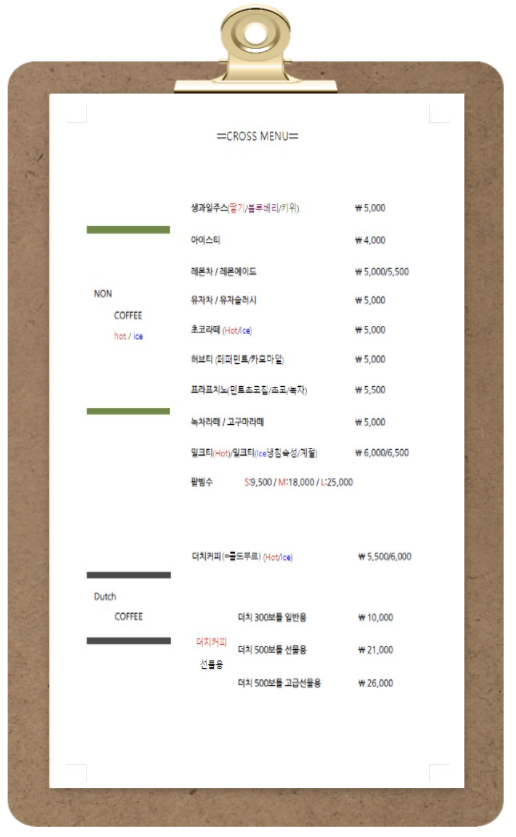 =CROSS MENU=
생과일주스(딸기/블루베리/키위) ₩ 5,000
아이스티 ₩ 4,000
레몬차 / 레몬에이드 ₩ 5,000/5,500
NON
COFFEE
hot / ice
유자차 / 유자슬러시 ₩ 5,000
초코라떼 (Hot/Ice) ₩ 5,000
허브티 (페퍼민트/카모마일) ₩ 5,000
프라프치노(민트초코칩/초코/녹차) ₩ 5,500
녹차라떼 / 고구마라떼 ₩ 5,000
밀크티(Hot)/밀크티(Ice냉침숙성/계절) ₩ 6,000/6,500
팥빙수 S:9,500 / M:18,000 / L:25,000
더치커피(=콜드부르) (Hot/Ice) ₩ 5,500/6,000
Dutch
COFFEE
더치커피
선물용
더치 300보틀 일반용 ₩ 10,000
더치 500보틀 선물용 ₩ 21,000
더치 500보틀 고급선물용 ₩ 26,000